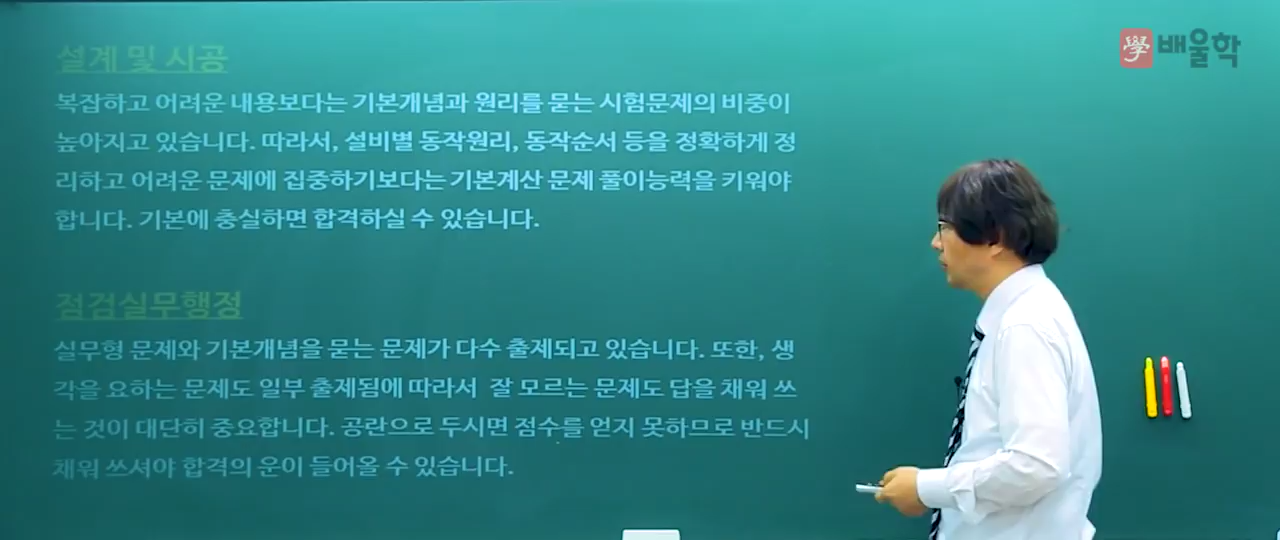 學 배울학
설계 및 시공
복잡하고 어려운 내용보다는 기본개념과 원리를 묻는 시험문제의 비중이
높아지고 있습니다. 따라서, 설비별 동작원리, 동작순서 등을 정확하게 정
리하고 어려운 문제에 집중하기보다는 기본계산 문제 풀이능력을 키워야
합니다. 기본에 충실하면 합격하실 수 있습니다.
점검실무행정
실무형 문제와 기본개념을 묻는 문제가 다수 출제되고 있습니다. 또한, 생
각을 요하는 문제도 일부 출제됨에 따라서 잘 모르는 문제도 답을 채워 쓰
는 것이 대단히 중요합니다. 공란으로 두시면 점수를 얻지 못하므로 반드시
채워 쓰셔야 합격의 운이 들어올 수 있습니다.